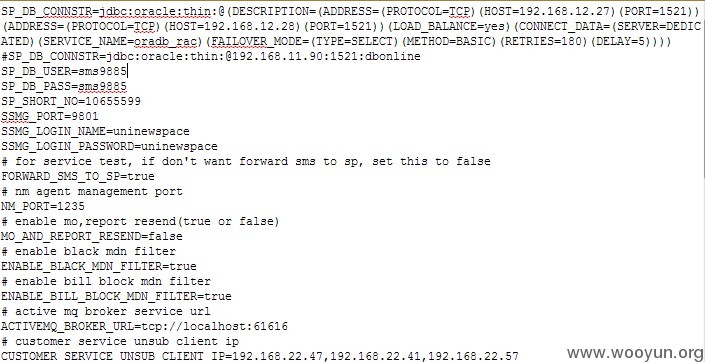 SP_DB_CONNSTR=jdbc:oracle:thin:@(DESCRIPTION=(ADDRESS=(PROTOCOL=TCP)(HOST=192.168.12.27)(PORT=1521))
(ADDRESS=(PROTOCOL=TCP)(HOST=192.168.12.28)(PORT=1521))(LOAD_BALANCE=yes)(CONNECT_DATA=(SERVER=DEDIC
ATED)(SERVICE_NAME=oradb_rac)(FAILOVER_MODE=(TYPE=SELECT)(METHOD=BASIC)(RETRIES=180)(DELAY=5))))
#SP_DB_CONNSTR=jdbc:oracle:thin:@192.168.11.90:1521:dbonline
SP_DB_USER=sms9885
SP_DB_PASS=sms9885
SP_SHORT_NO=10655599
SSMG_PORT=9801
SSMG_LOGIN_NAME=uninewspace
SSMG_LOGIN_PASSWORD=uninewspace
# for service test, if don't want forward sms to sp, set this to false
FORWARD_SMS_TO_SP=true
# nm agent management port
NM_PORT=1235
# enable mo,report resend(true or false)
MO_AND_REPORT_RESEND=false
# enable black mdn filter
ENABLE_BLACK_MDN_FILTER=true
# enable bill block mdn filter
ENABLE_BILL_BLOCK_MDN_FILTER=true
# active mq broker service url
ACTIVEMQ_BROKER_URL=tcp://localhost:61616
# customer service unsub client ip
CUSTOMER_SERVICE_UNSUB_CLIENT_IP=192.168.22.47,192.168.22.41,192.168.22.57
www.wooyun.org